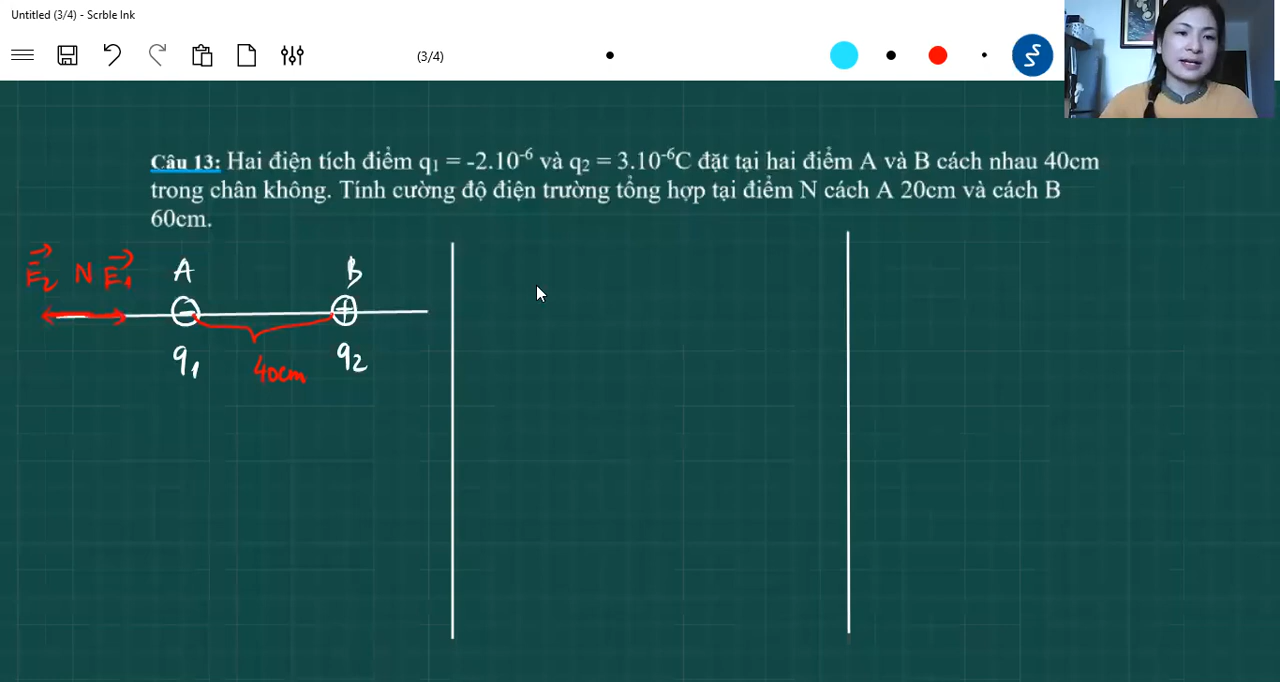 Untitled (3/4) - Scrble Ink
(3/4)
Câu 13: Hai điện tích điểm q₁ = -2.10⁻⁶ và q₂ = 3.10⁻⁶C đặt tại hai điểm A và B cách nhau 40cm
trong chân không. Tính cường độ điện trường tổng hợp tại điểm N cách A 20cm và cách B
60cm.
E₂ N E₁ A B
q₁ 40cm q₂